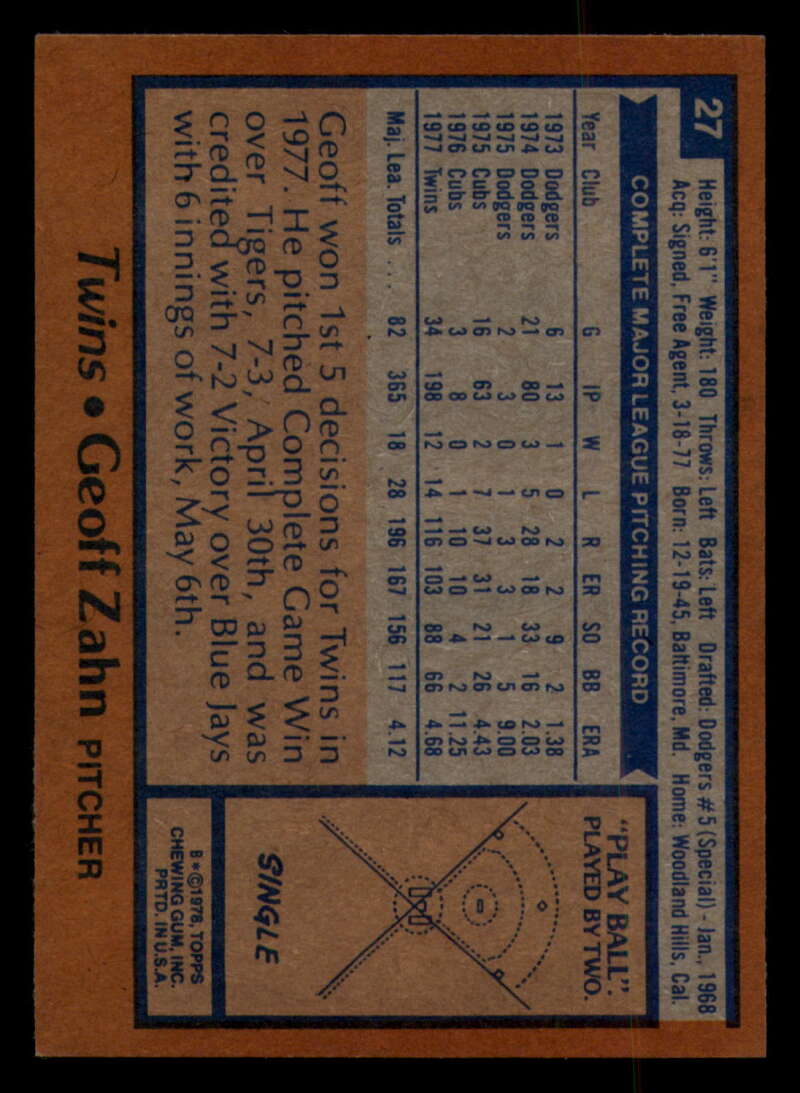 27
Height: 6'1" Weight: 180 Throws: Left Bats: Left Drafted: Dodgers #5 (Special) - Jan., 1968
Acq: Signed, Free Agent, 3-18-77 Born: 12-19-45, Baltimore, Md. Home: Woodland Hills, Cal.
COMPLETE MAJOR LEAGUE PITCHING RECORD
Year Club G IP W L R ER SO BB ERA
1973 Dodgers 6 13 1 0 2 2 9 2 1.38
1974 Dodgers 21 80 3 5 28 18 33 16 2.03
1975 Dodgers 2 3 0 1 3 3 1 5 9.00
1975 Cubs 16 63 2 7 37 31 21 26 4.43
1976 Cubs 3 8 0 1 10 10 4 2 11.25
1977 Twins 34 198 12 14 116 103 88 66 4.68
Maj. Lea. Totals ... 82 365 18 28 196 167 156 117 4.12
Geoff won 1st 5 decisions for Twins in
1977. He pitched Complete Game Win
over Tigers, 7-3, April 30th, and was
credited with 7-2 Victory over Blue Jays
with 6 innings of work, May 6th.
"PLAY BALL":
PLAYED BY TWO.
SINGLE
B*©1978, TOPPS
CHEWING GUM, INC.
PRTD. IN U.S.A.
Twins • Geoff Zahn PITCHER